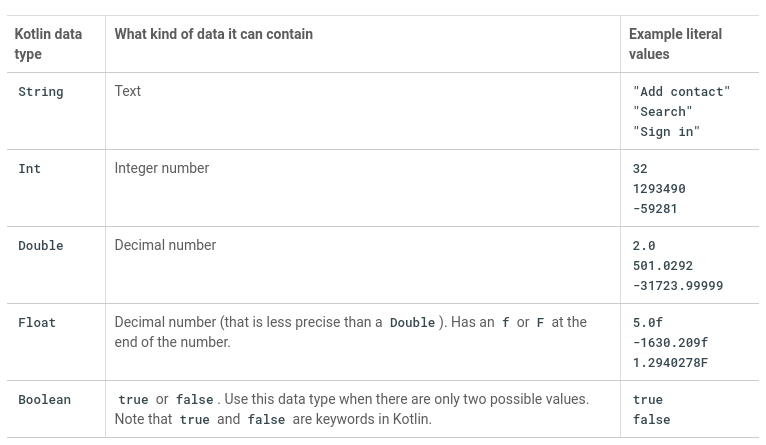 Kotlin data type
What kind of data it can contain
Example literal values
String
Text
"Add contact"
"Search"
"Sign in"
Int
Integer number
32
1293490
-59281
Double
Decimal number
2.0
501.0292
-31723.99999
Float
Decimal number (that is less precise than a Double). Has an f or F at the
end of the number.
5.0f
-1630.209f
1.2940278F
Boolean
true or false. Use this data type when there are only two possible values.
Note that true and false are keywords in Kotlin.
true
false